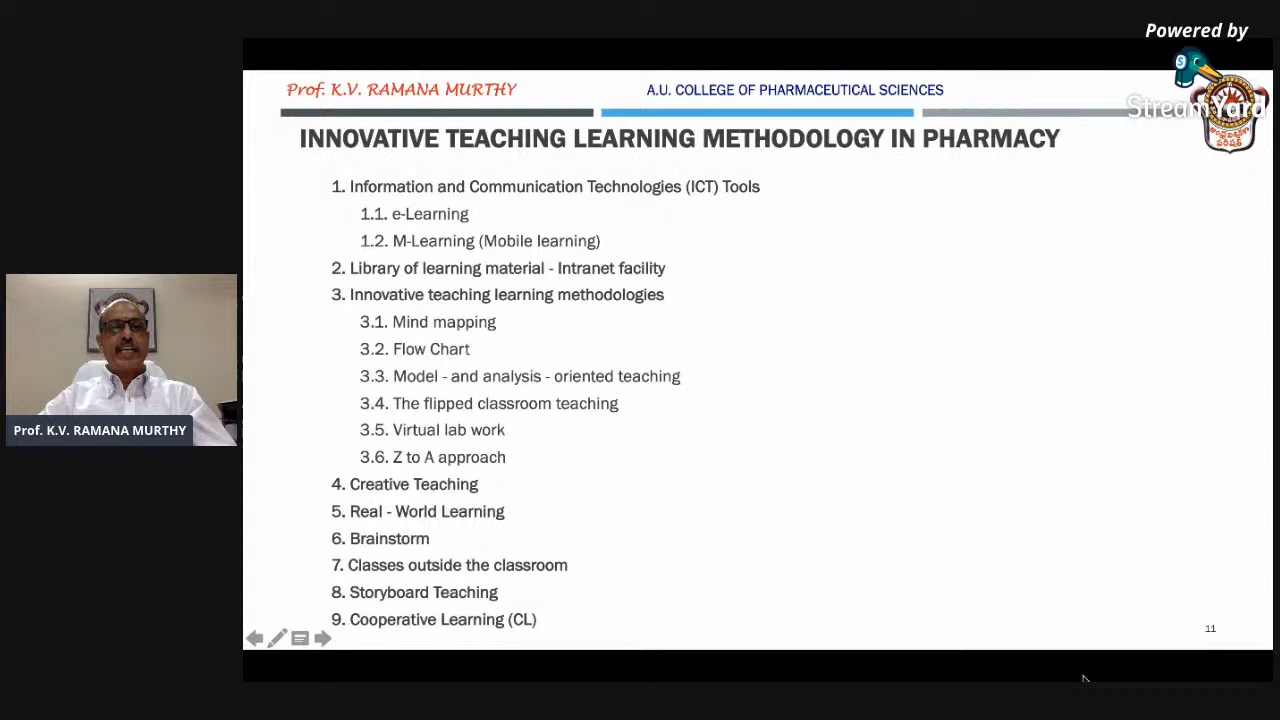 Powered by
StreamYard
Prof. K.V. RAMANA MURTHY
A.U. COLLEGE OF PHARMACEUTICAL SCIENCES
INNOVATIVE TEACHING LEARNING METHODOLOGY IN PHARMACY
1. Information and Communication Technologies (ICT) Tools
1.1. e-Learning
1.2. M-Learning (Mobile learning)
2. Library of learning material - Intranet facility
3. Innovative teaching learning methodologies
3.1. Mind mapping
3.2. Flow Chart
3.3. Model - and analysis - oriented teaching
3.4. The flipped classroom teaching
3.5. Virtual lab work
3.6. Z to A approach
4. Creative Teaching
5. Real - World Learning
6. Brainstorm
7. Classes outside the classroom
8. Storyboard Teaching
9. Cooperative Learning (CL)
11
Prof. K.V. RAMANA MURTHY